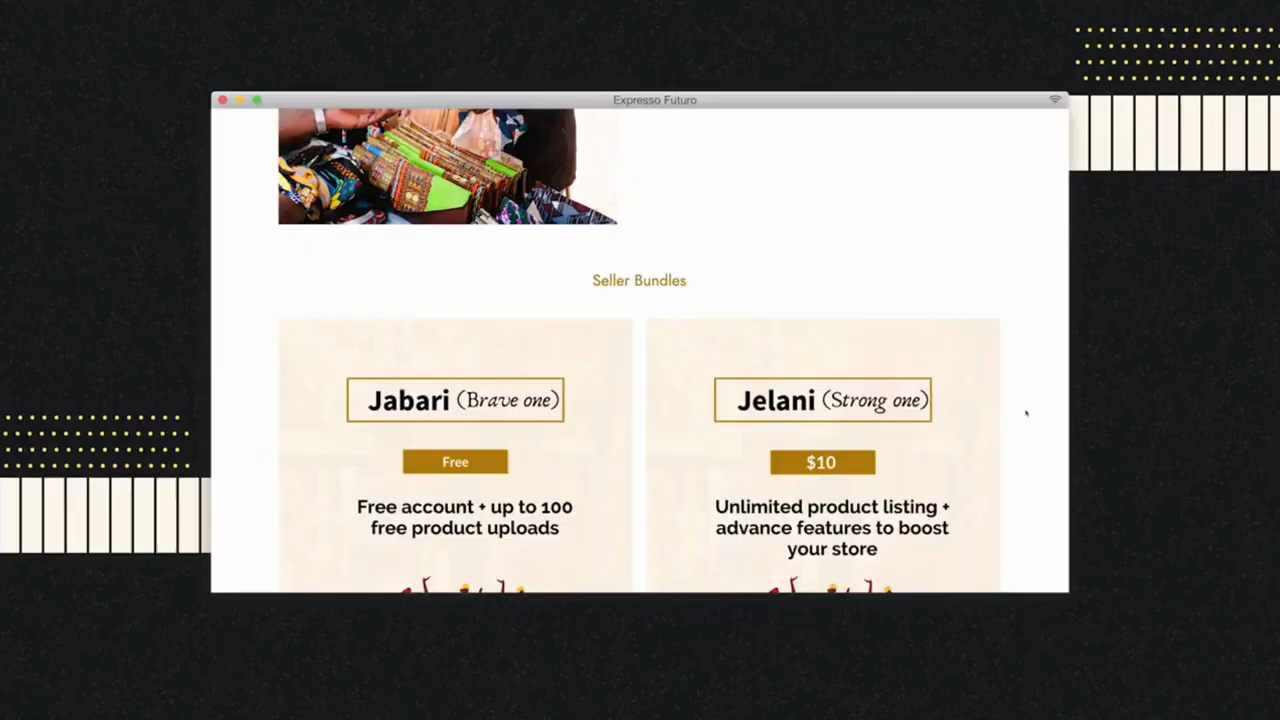 Expresso Futuro
Seller Bundles
Jabari (Brave one)
Free
Free account + up to 100
free product uploads
Jelani (Strong one)
$10
Unlimited product listing +
advance features to boost
your store